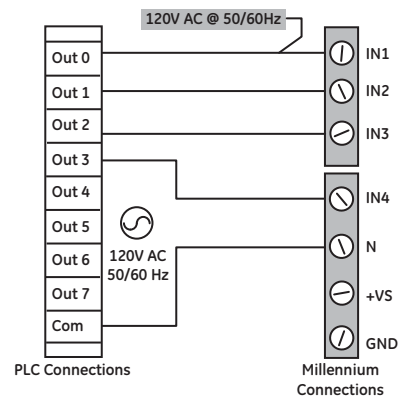 120V AC @ 50/60Hz
Out 0
Out 1
Out 2
Out 3
Out 4
Out 5
Out 6
Out 7
Com
120V AC
50/60 Hz
IN1
IN2
IN3
IN4
N
+VS
GND
PLC Connections
Millennium
Connections